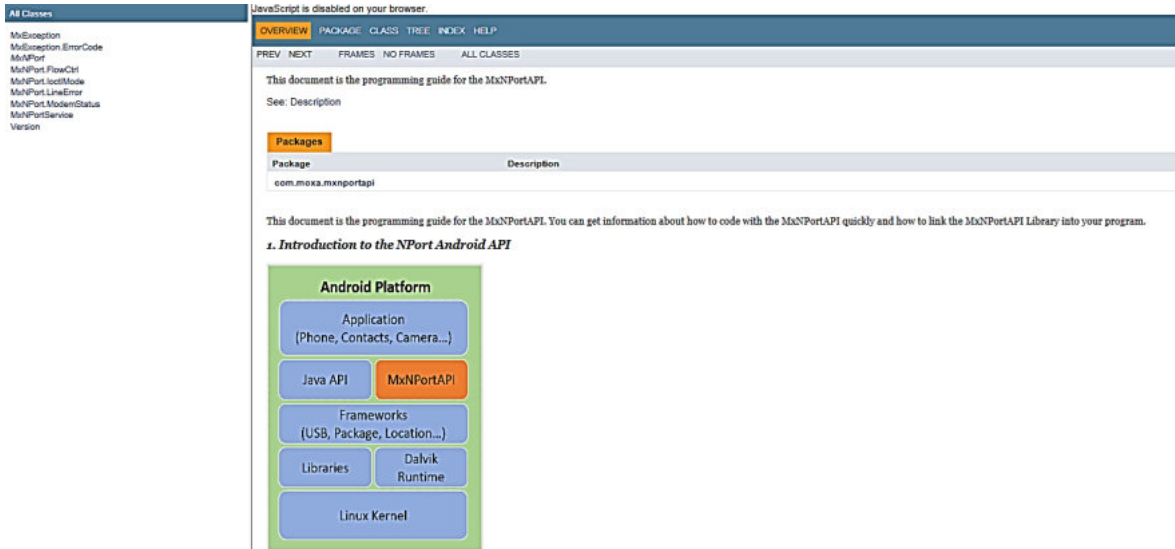 All Classes
MxException
MxException.ErrorCode
MxNPort
MxNPort.FlowCtrl
MxNPort.IoctlMode
MxNPort.LineError
MxNPort.ModemStatus
MxNPortService
Version
JavaScript is disabled on your browser.
OVERVIEW PACKAGE CLASS TREE INDEX HELP
PREV NEXT FRAMES NO FRAMES ALL CLASSES
This document is the programming guide for the MxNPortAPI.
See: Description
Packages
Package Description
com.moxa.mxnportapi
This document is the programming guide for the MxNPortAPI. You can get information about how to code with the MxNPortAPI quickly and how to link the MxNPortAPI Library into your program.
1. Introduction to the NPort Android API
Android Platform
Application
(Phone, Contacts, Camera...)
Java API MxNPortAPI
Frameworks
(USB, Package, Location...)
Libraries Dalvik
Runtime
Linux Kernel